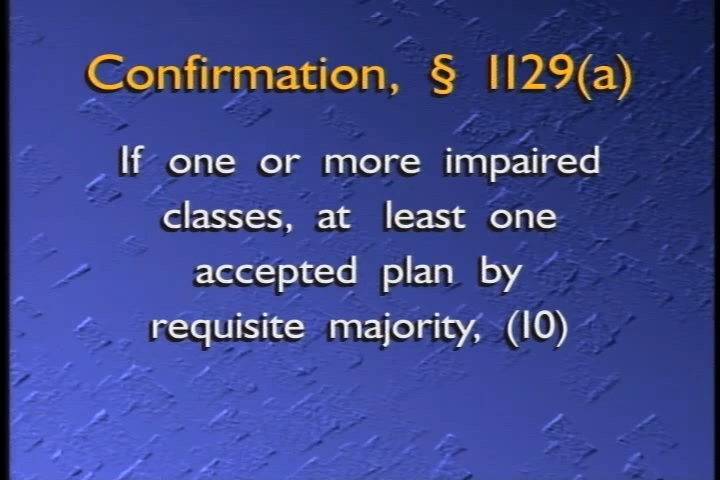 Confirmation, § 1129(a)
If one or more impaired
classes, at least one
accepted plan by
requisite majority, (10)